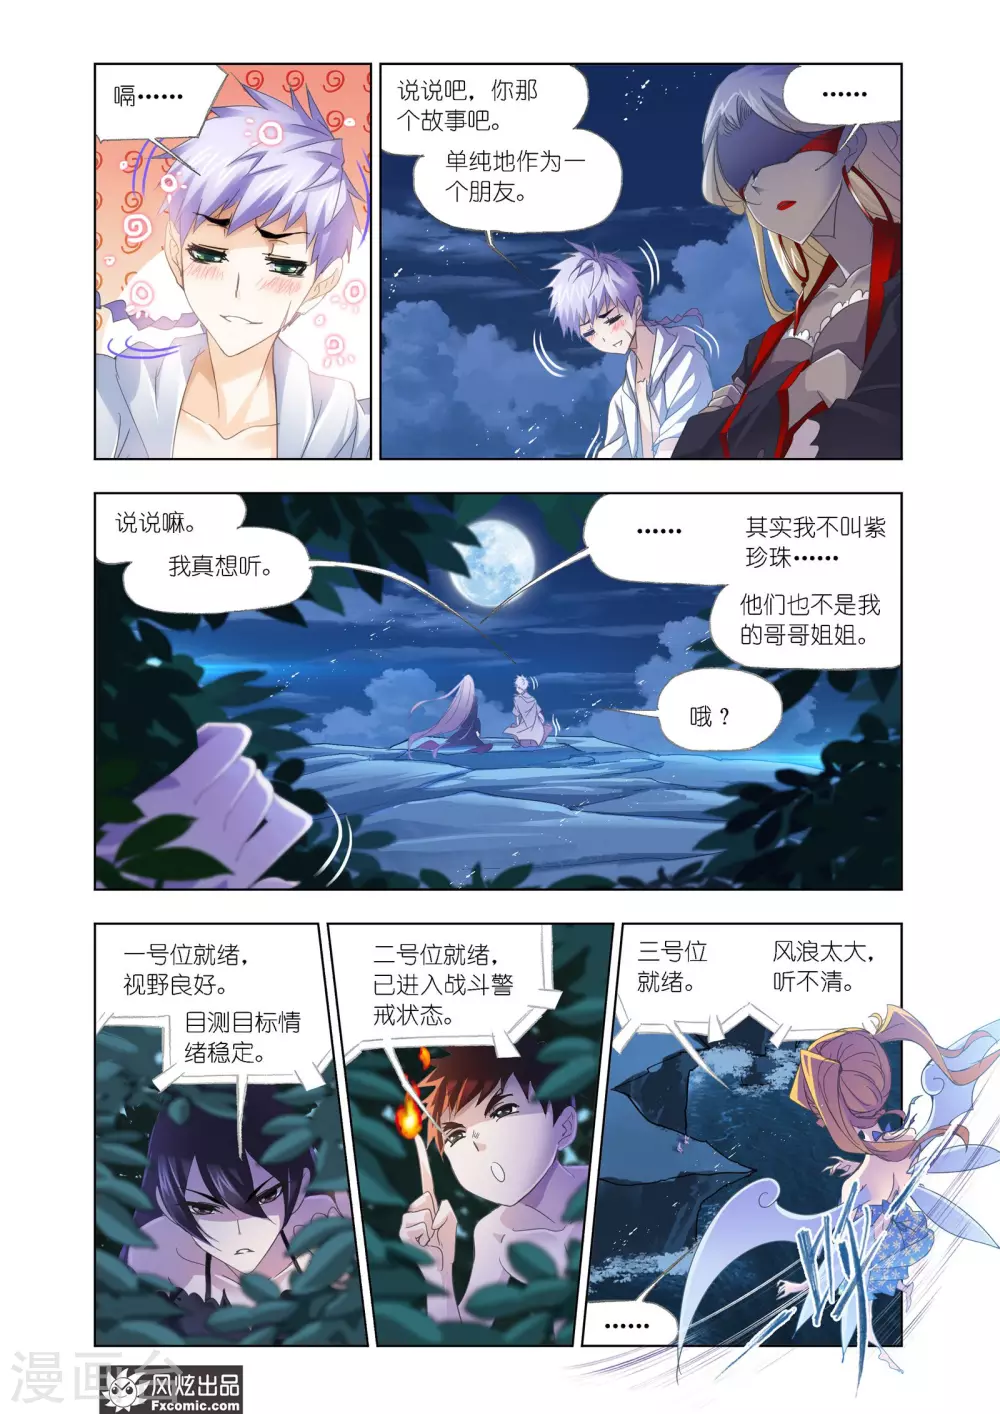 嗝⋯⋯
说说吧，你那
个故事吧。
单纯地作为一
个朋友。
⋯⋯
说说嘛。
我真想听。
⋯⋯
其实我不叫紫
珍珠⋯⋯
他们也不是我
的哥哥姐姐。
哦？
一号位就绪，
视野良好。
目测目标情
绪稳定。
二号位就绪，
已进入战斗警
戒状态。
三号位
就绪。
风浪太大，
听不清。
⋯⋯
漫画台
风炫出品
Fxcomic.com